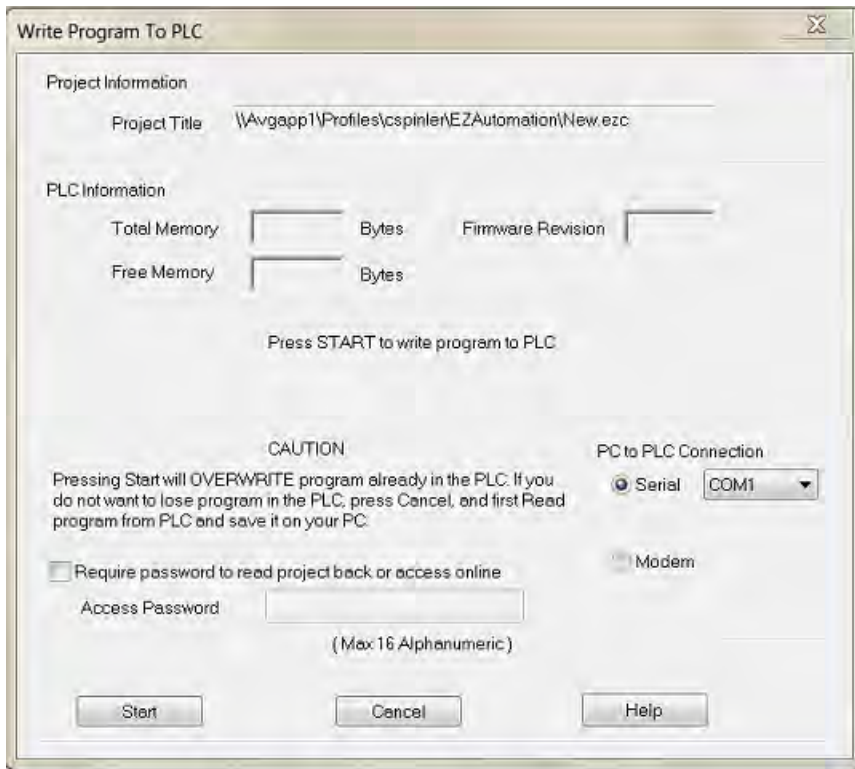 Write Program To PLC
Project Information
Project Title \\Avgapp1\Profiles\cspinler\EZAutomation\New.ezc
PLC Information
Total Memory Bytes Firmware Revision
Free Memory Bytes
Press START to write program to PLC
CAUTION
Pressing Start will OVERWRITE program already in the PLC. If you
do not want to lose program in the PLC, press Cancel, and first Read
program from PLC and save it on your PC.
PC to PLC Connection
Serial COM1
Modem
Require password to read project back or access online
Access Password
( Max 16 Alphanumeric )
Start Cancel Help